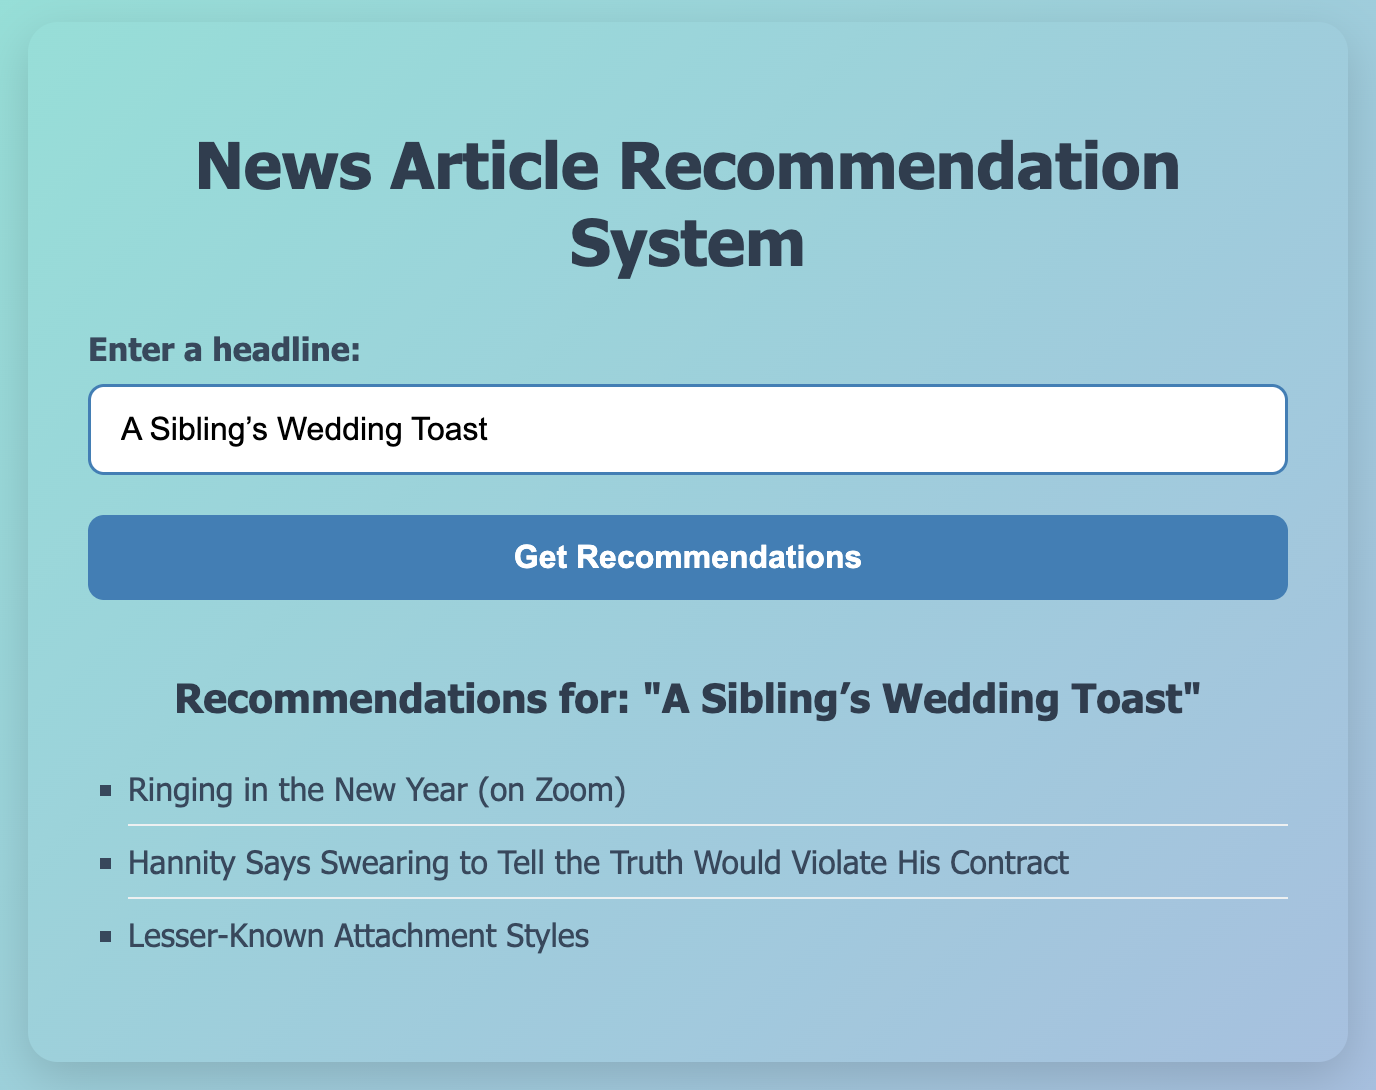 News Article Recommendation
System
Enter a headline:
A Sibling’s Wedding Toast
Get Recommendations
Recommendations for: "A Sibling’s Wedding Toast"
Ringing in the New Year (on Zoom)
Hannity Says Swearing to Tell the Truth Would Violate His Contract
Lesser-Known Attachment Styles